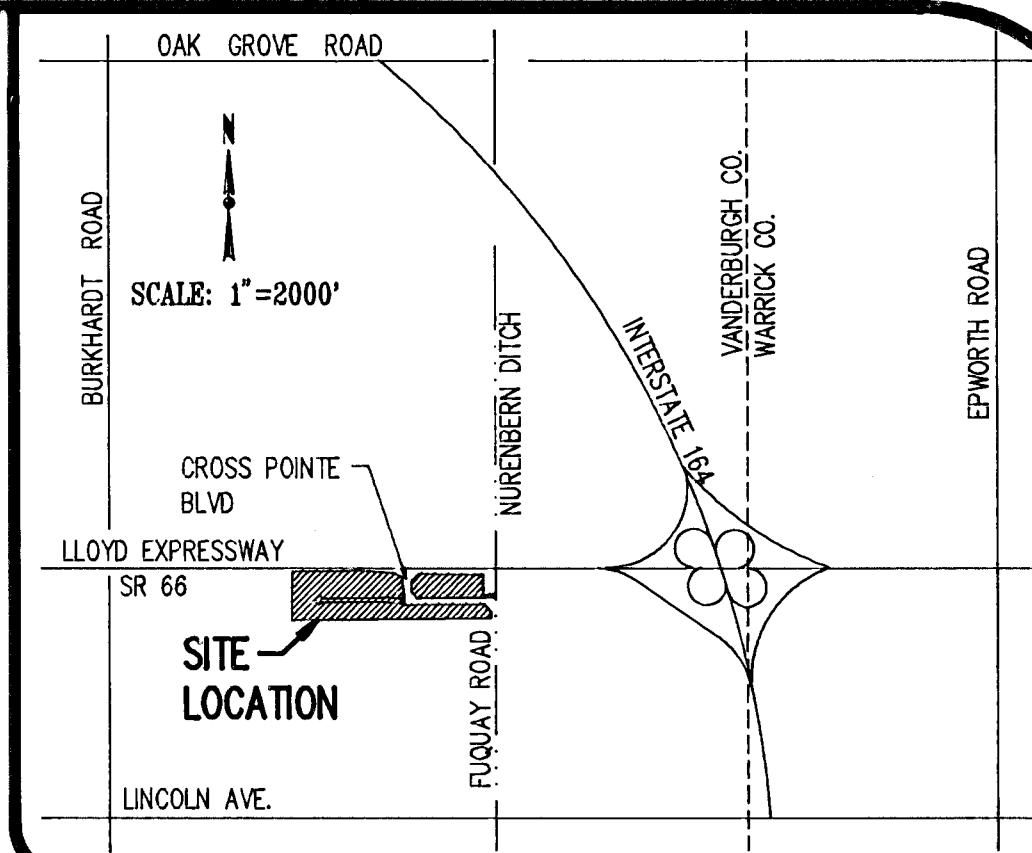 OAK GROVE ROAD
N
SCALE: 1"=2000'
BURKHARDT ROAD
NURENBERN DITCH
INTERSTATE 164
VANDERBURGH CO.
WARRICK CO.
EPWORTH ROAD
CROSS POINTE
BLVD
LLOYD EXPRESSWAY
SR 66
SITE
LOCATION
FUQUAY ROAD
LINCOLN AVE.